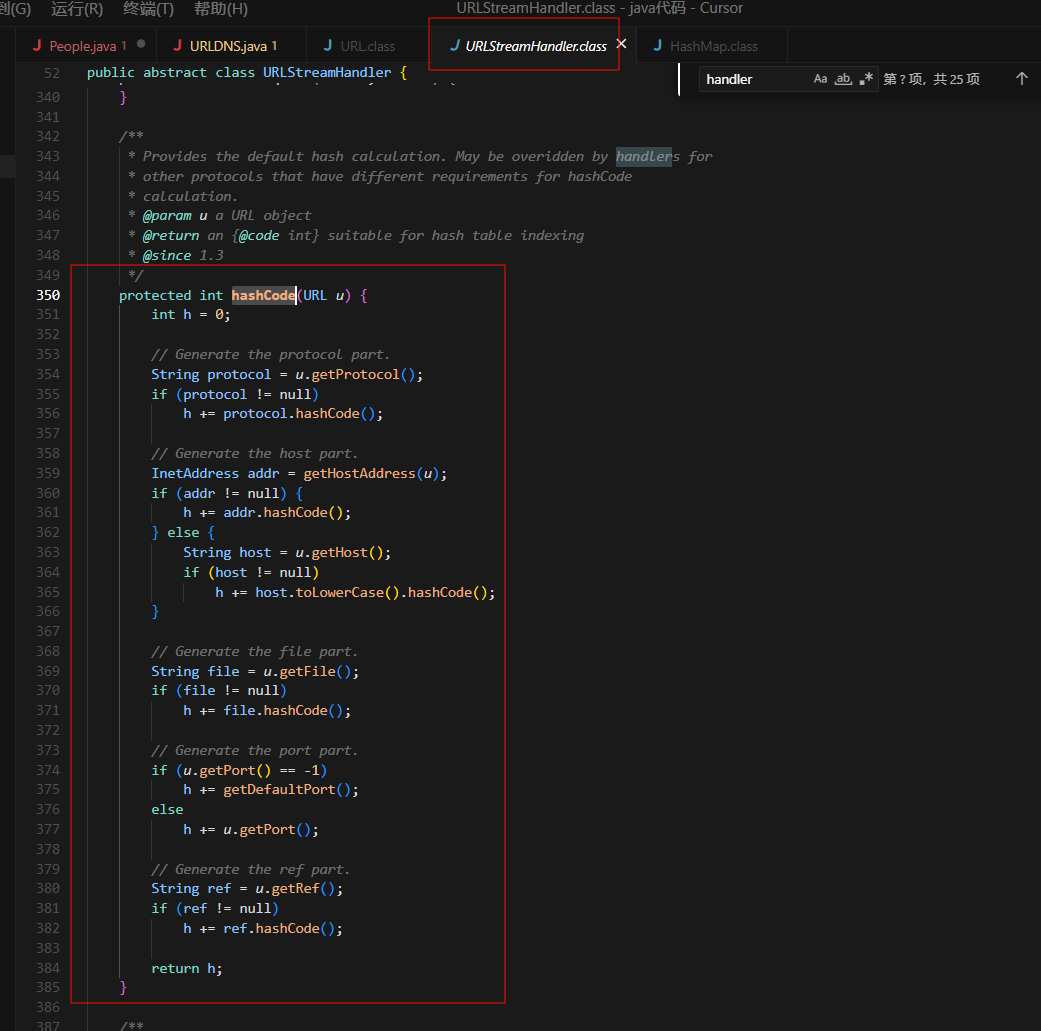 到(G) 运行(R) 终端(T) 帮助(H) URLStreamHandler.class - java代码 - Cursor
J People.java 1 ● J URLDNS.java 1 J URL.class J URLStreamHandler.class × J HashMap.class
52 public abstract class URLStreamHandler {
handler Aa ab .* 第 ? 项, 共 25 项 ↑
340 }
341
342 /**
343 * Provides the default hash calculation. May be overidden by handlers for
344 * other protocols that have different requirements for hashCode
345 * calculation.
346 * @param u a URL object
347 * @return an {@code int} suitable for hash table indexing
348 * @since 1.3
349 */
350 protected int hashCode(URL u) {
351 int h = 0;
352
353 // Generate the protocol part.
354 String protocol = u.getProtocol();
355 if (protocol != null)
356 h += protocol.hashCode();
357
358 // Generate the host part.
359 InetAddress addr = getHostAddress(u);
360 if (addr != null) {
361 h += addr.hashCode();
362 } else {
363 String host = u.getHost();
364 if (host != null)
365 h += host.toLowerCase().hashCode();
366 }
367
368 // Generate the file part.
369 String file = u.getFile();
370 if (file != null)
371 h += file.hashCode();
372
373 // Generate the port part.
374 if (u.getPort() == -1)
375 h += getDefaultPort();
376 else
377 h += u.getPort();
378
379 // Generate the ref part.
380 String ref = u.getRef();
381 if (ref != null)
382 h += ref.hashCode();
383
384 return h;
385 }
386
387 /**